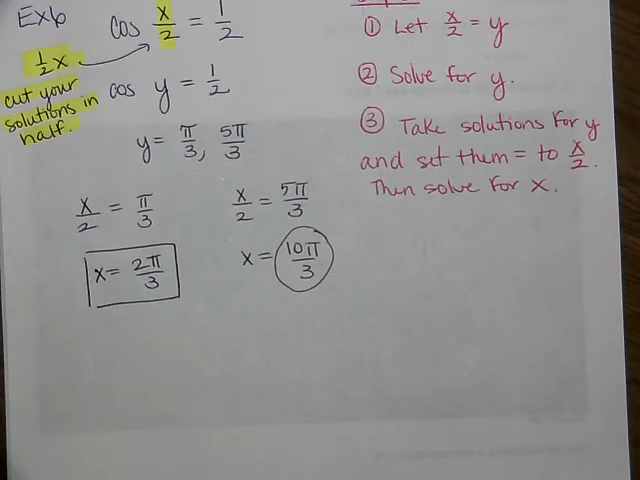 Ex6
cos x/2 = 1/2
1/2 x
cut your
solutions in
half.
cos y = 1/2
y = π/3, 5π/3
x/2 = π/3
x/2 = 5π/3
x = 2π/3
x = 10π/3
① Let x/2 = y
② Solve for y.
③ Take solutions for y
and set them = to x/2.
Then solve for x.